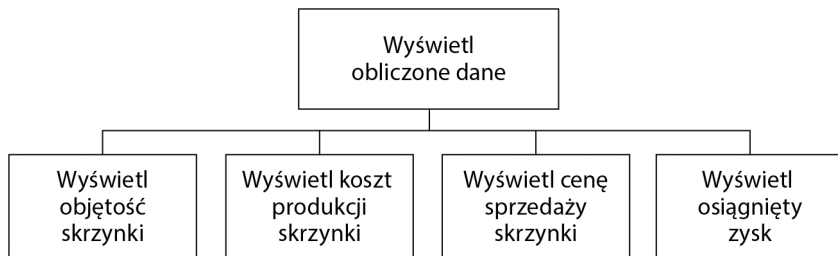 Wyświetl
obliczone dane
Wyświetl
objętość
skrzynki
Wyświetl koszt
produkcji
skrzynki
Wyświetl cenę
sprzedaży
skrzynki
Wyświetl
osiągnięty
zysk